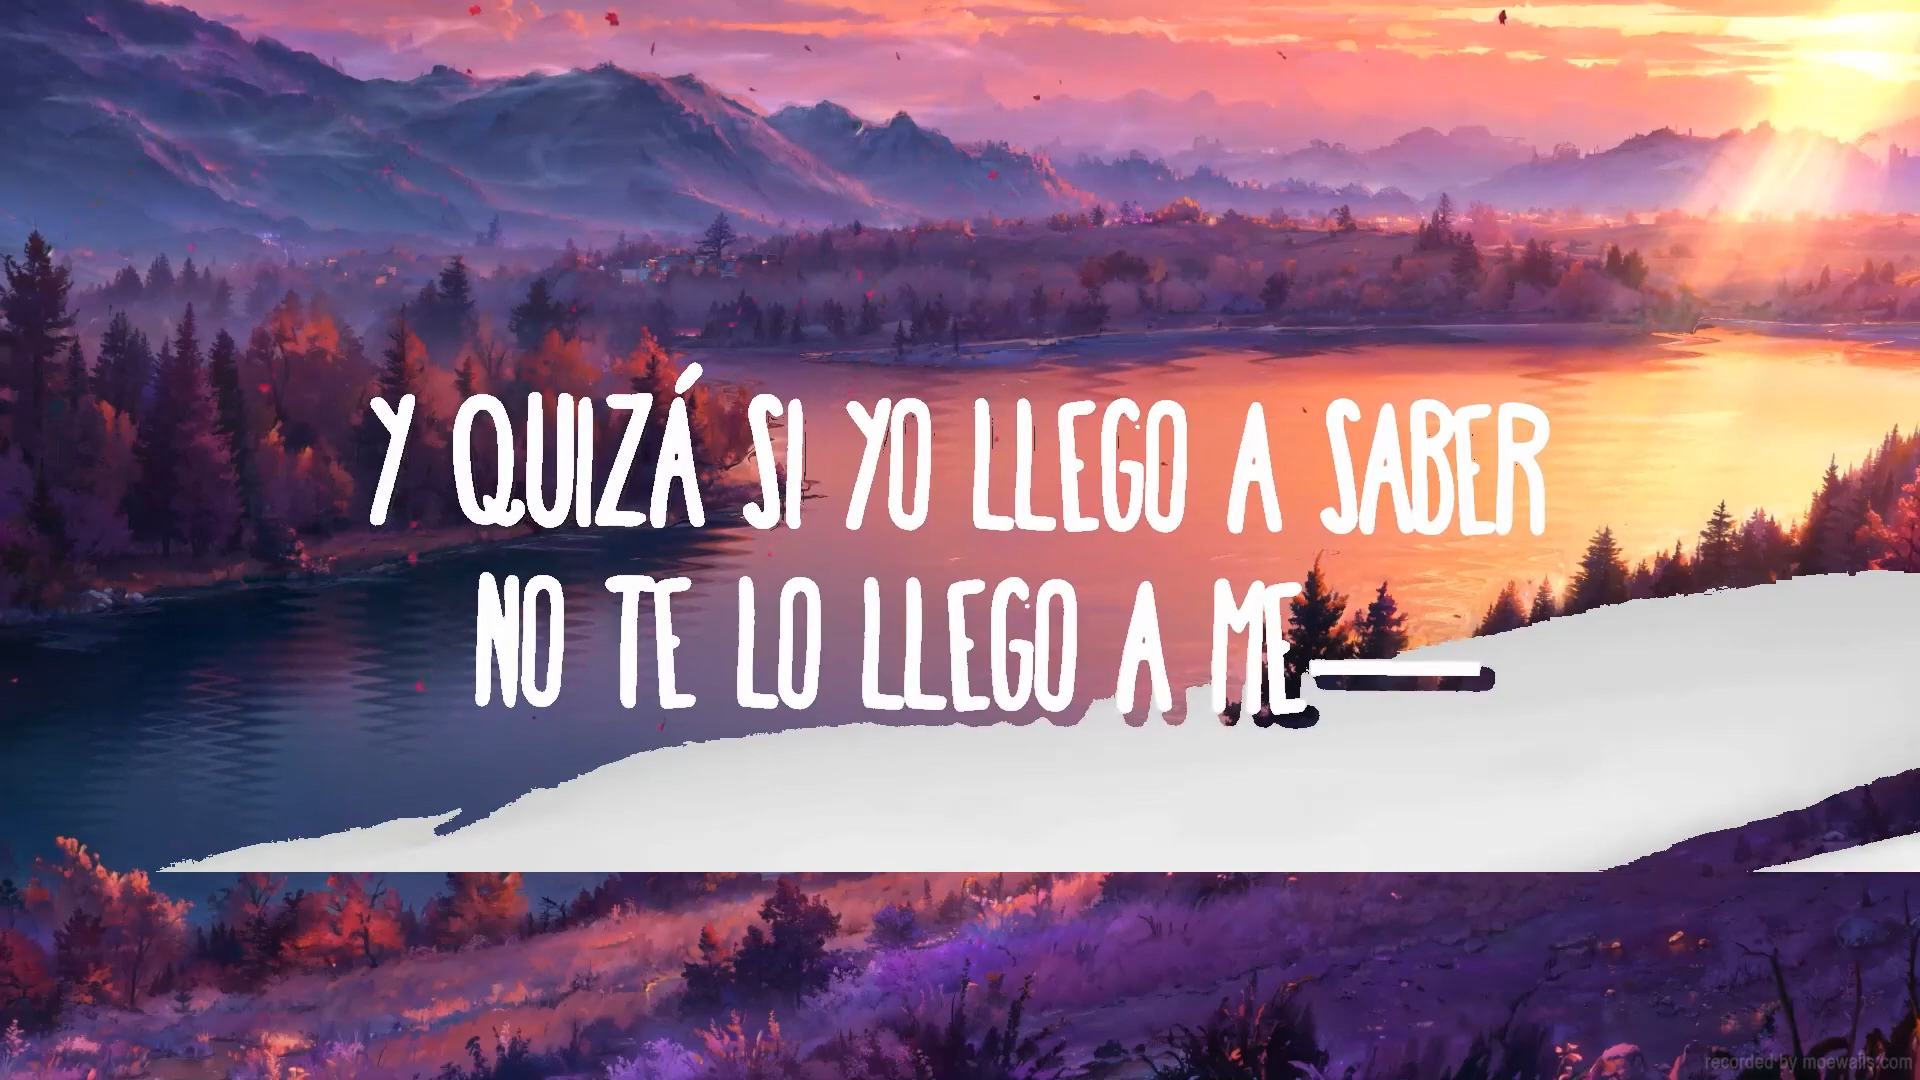 Y QUIZÁ SI YO LLEGO A SABER
NO TE LO LLEGO A ME—
recorded by moewalls.com